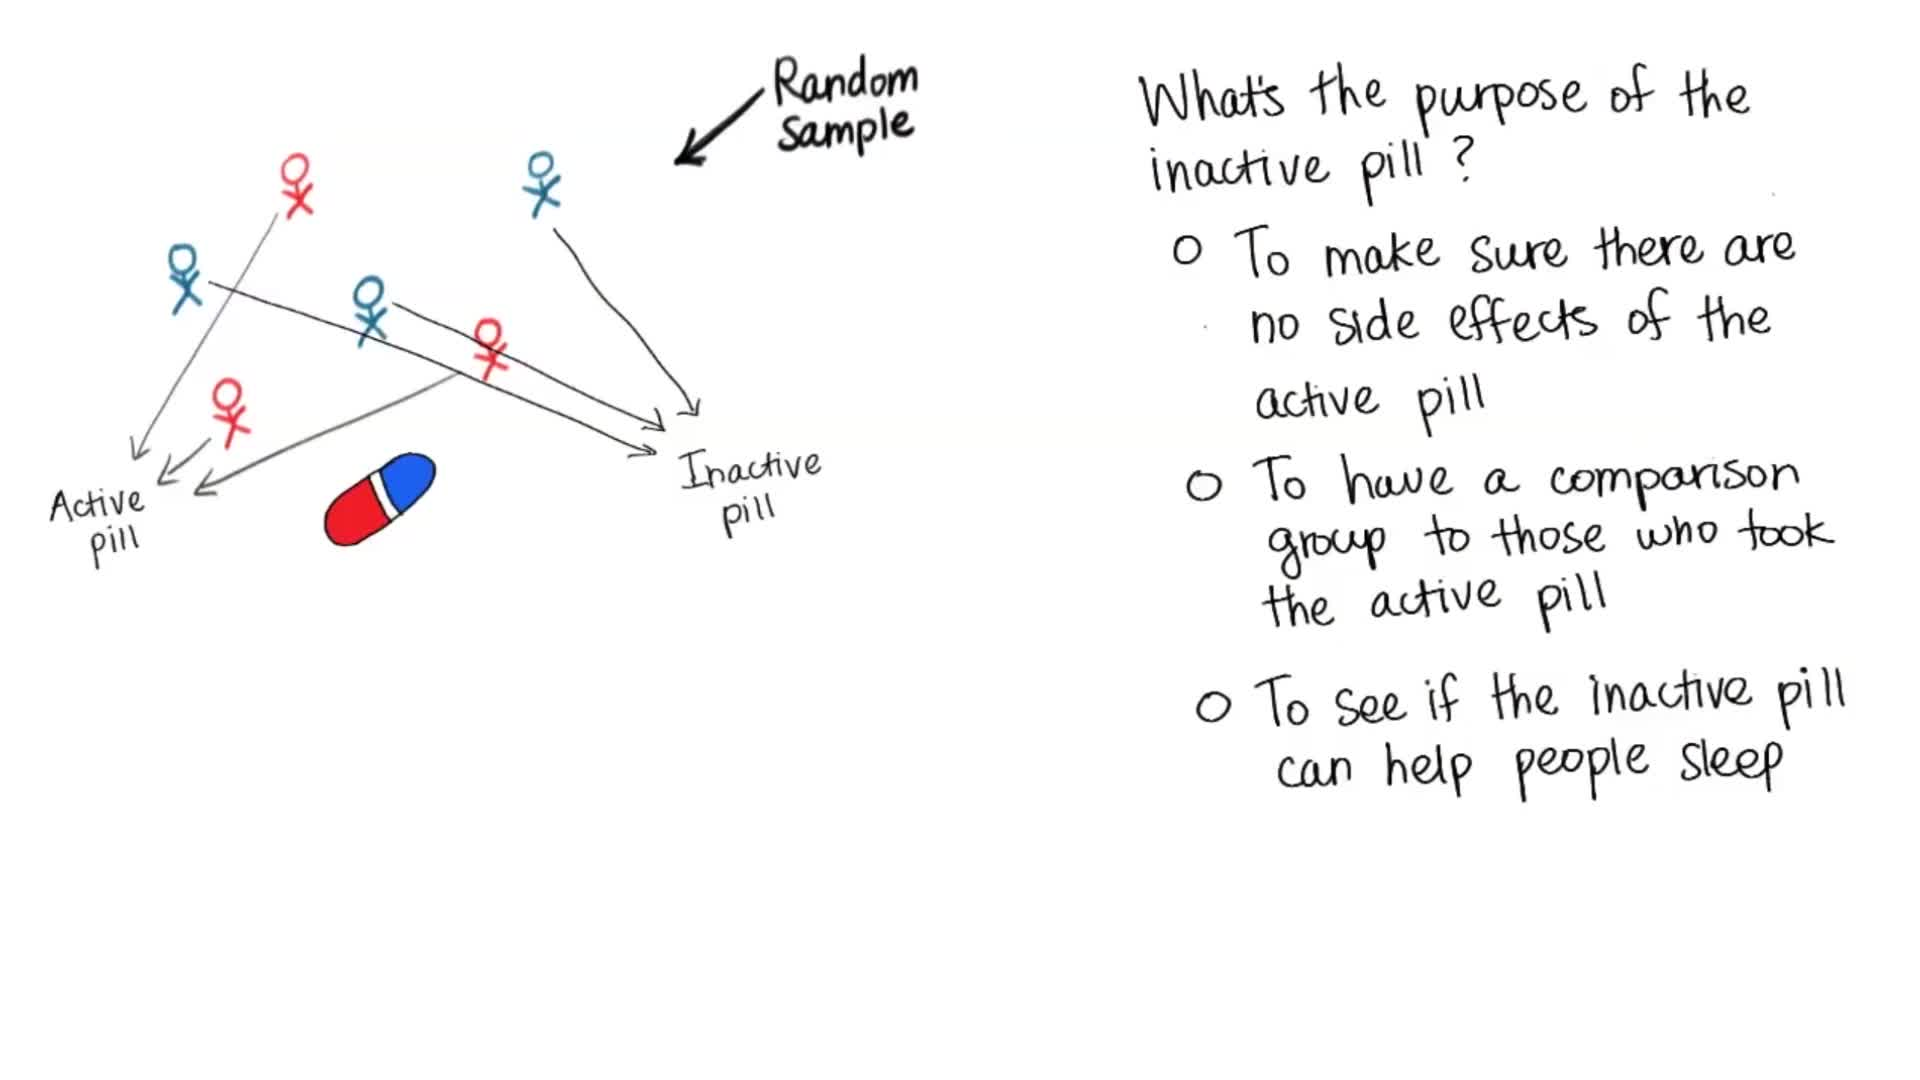 Random
sample
Active
pill
Inactive
pill
What's the purpose of the
inactive pill?
To make sure there are
no side effects of the
active pill
To have a comparison
group to those who took
the active pill
To see if the inactive pill
can help people sleep